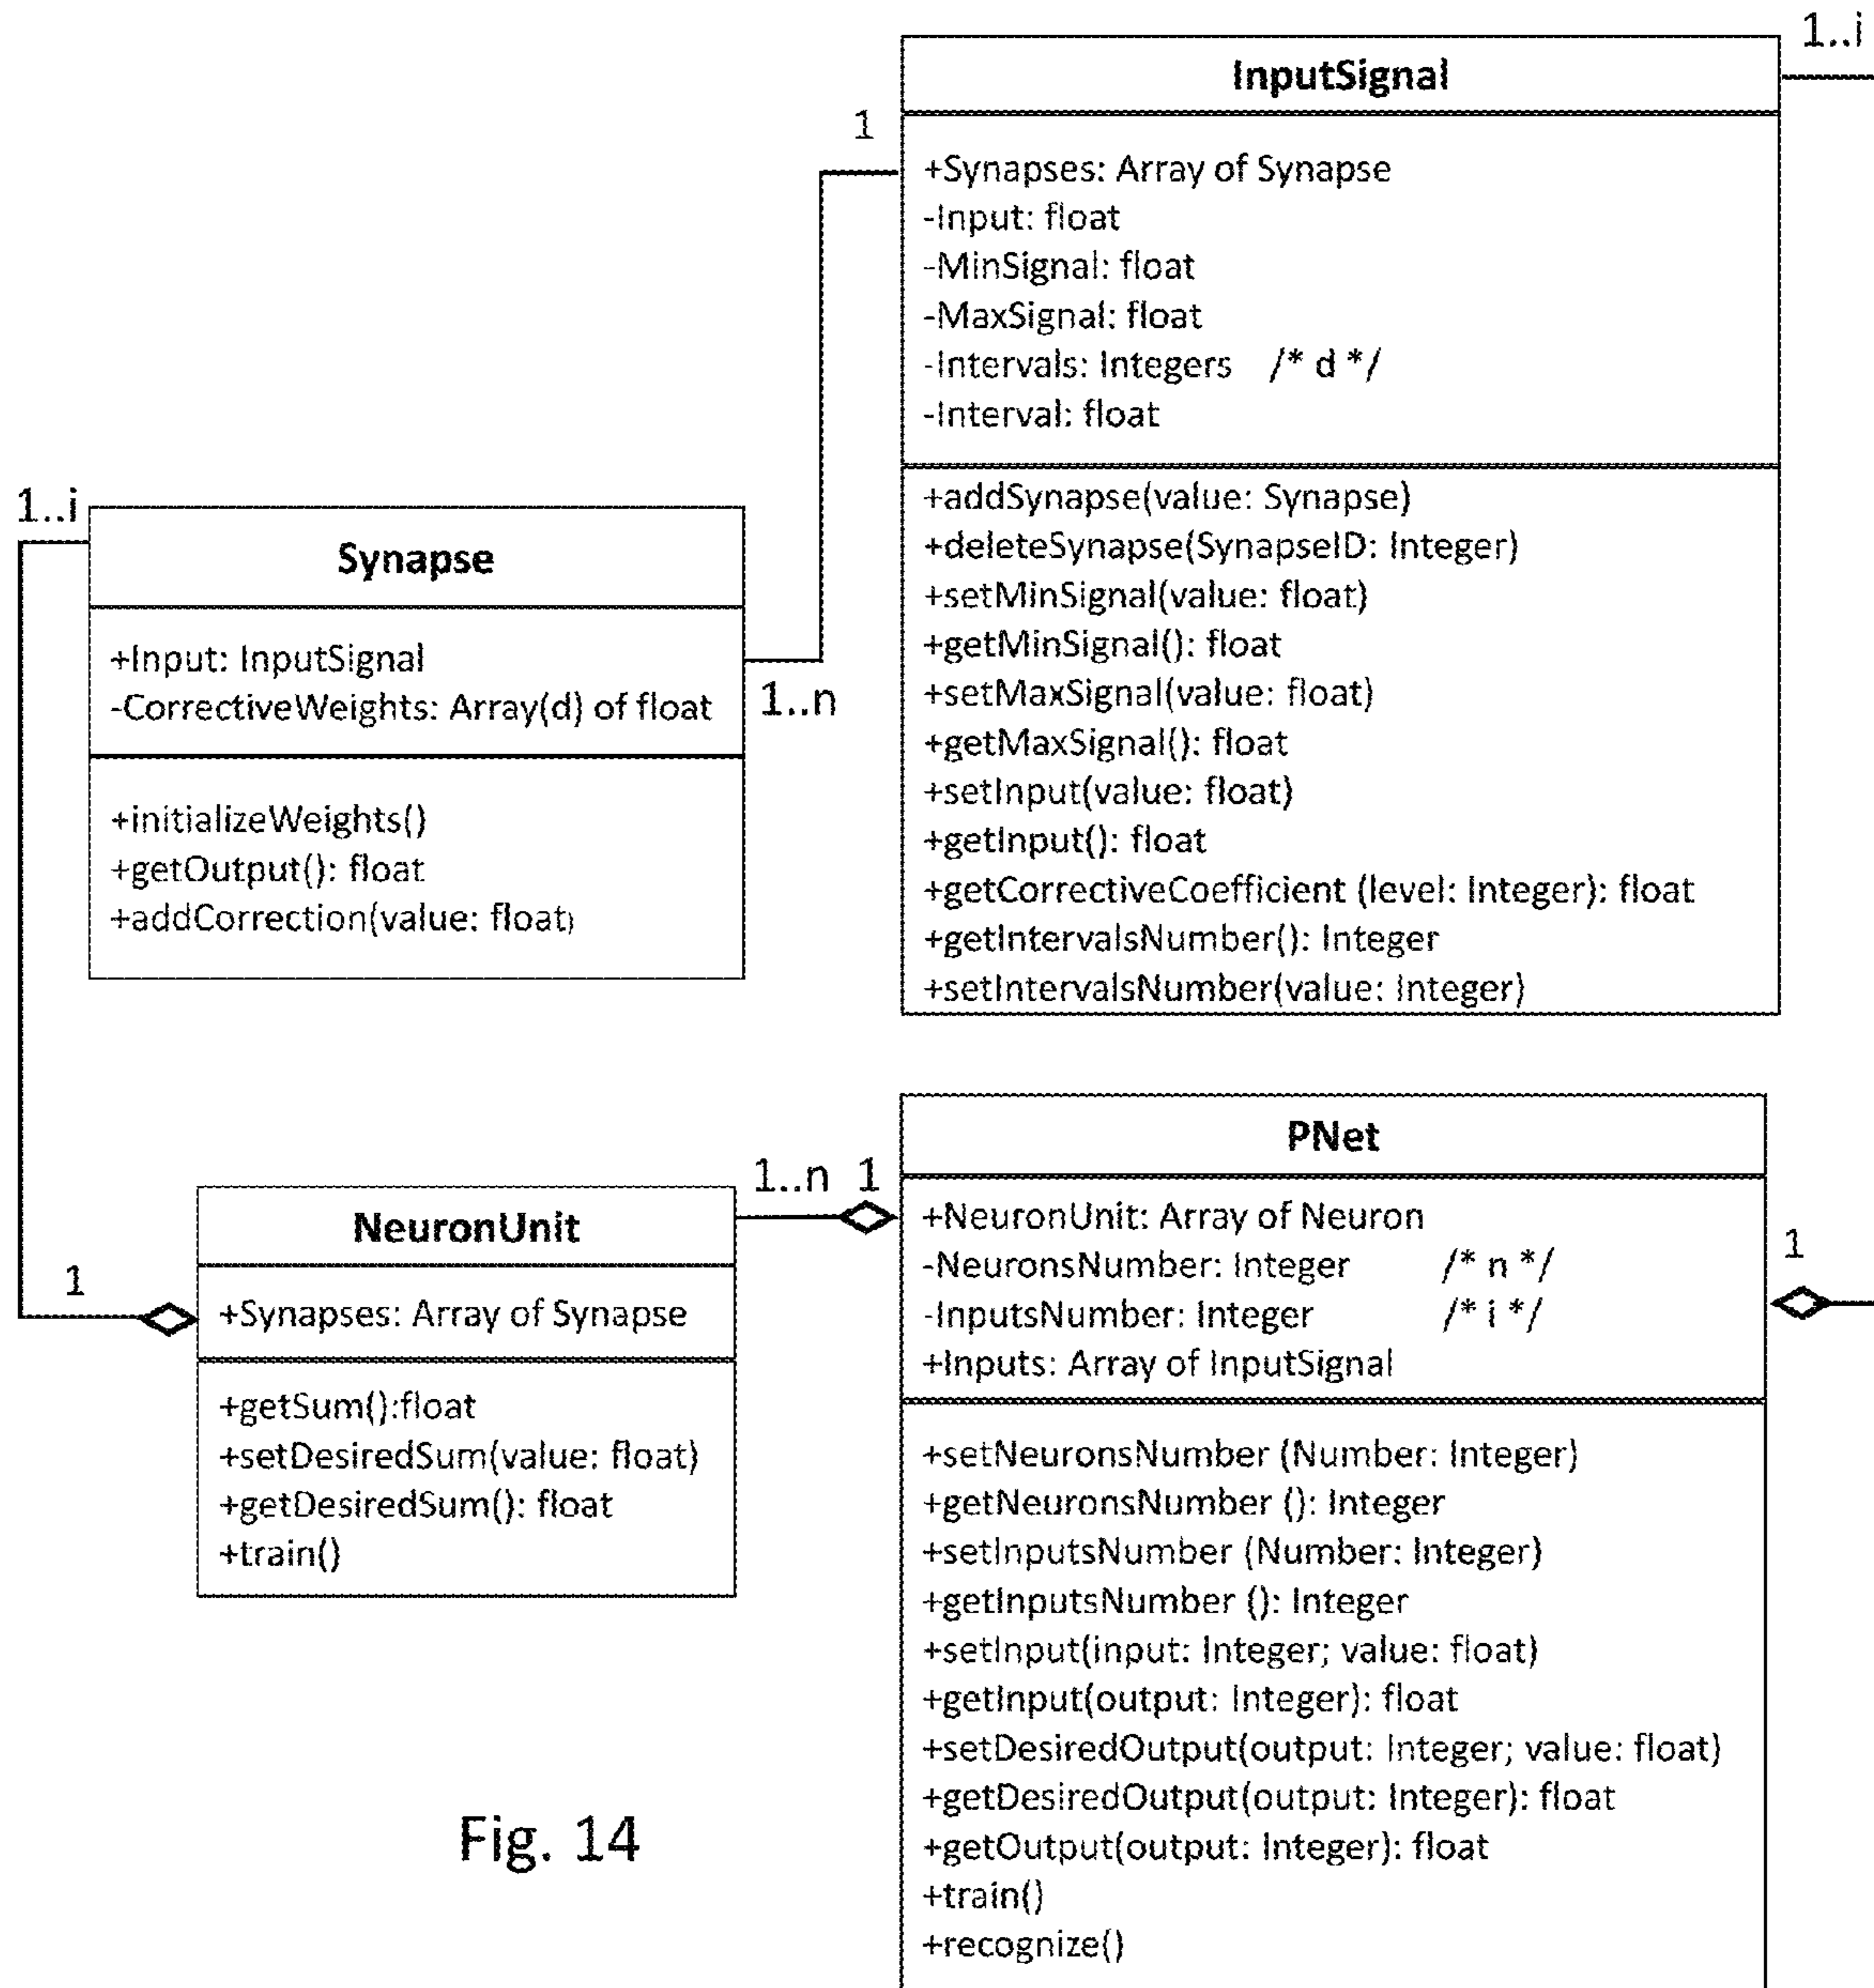 1..i
InputSignal
1
+Synapses: Array of Synapse
-Input: float
-MinSignal: float
-MaxSignal: float
-Intervals: Integers /* d */
-Interval: float
+addSynapse(value: Synapse)
+deleteSynapse(SynapseID: Integer)
+setMinSignal(value: float)
+getMinSignal(): float
+setMaxSignal(value: float)
+getMaxSignal(): float
+setInput(value: float)
+getInput(): float
+getCorrectiveCoefficient (level: Integer): float
+getIntervalsNumber(): Integer
+setIntervalsNumber(value: Integer)
1..i
Synapse
+Input: InputSignal
-CorrectiveWeights: Array(d) of float
1..n
+initializeWeights()
+getOutput(): float
+addCorrection(value: float)
1..n 1
NeuronUnit
1
+Synapses: Array of Synapse
+getSum():float
+setDesiredSum(value: float)
+getDesiredSum(): float
+train()
PNet
+NeuronUnit: Array of Neuron
-NeuronsNumber: Integer /* n */
-InputsNumber: Integer /* i */
+Inputs: Array of InputSignal
1
+setNeuronsNumber (Number: Integer)
+getNeuronsNumber (): Integer
+setInputsNumber (Number: Integer)
+getInputsNumber (): Integer
+setInput(input: Integer; value: float)
+getInput(output: Integer): float
+setDesiredOutput(output: Integer; value: float)
+getDesiredOutput(output: Integer): float
+getOutput(output: Integer): float
+train()
+recognize()
Fig. 14